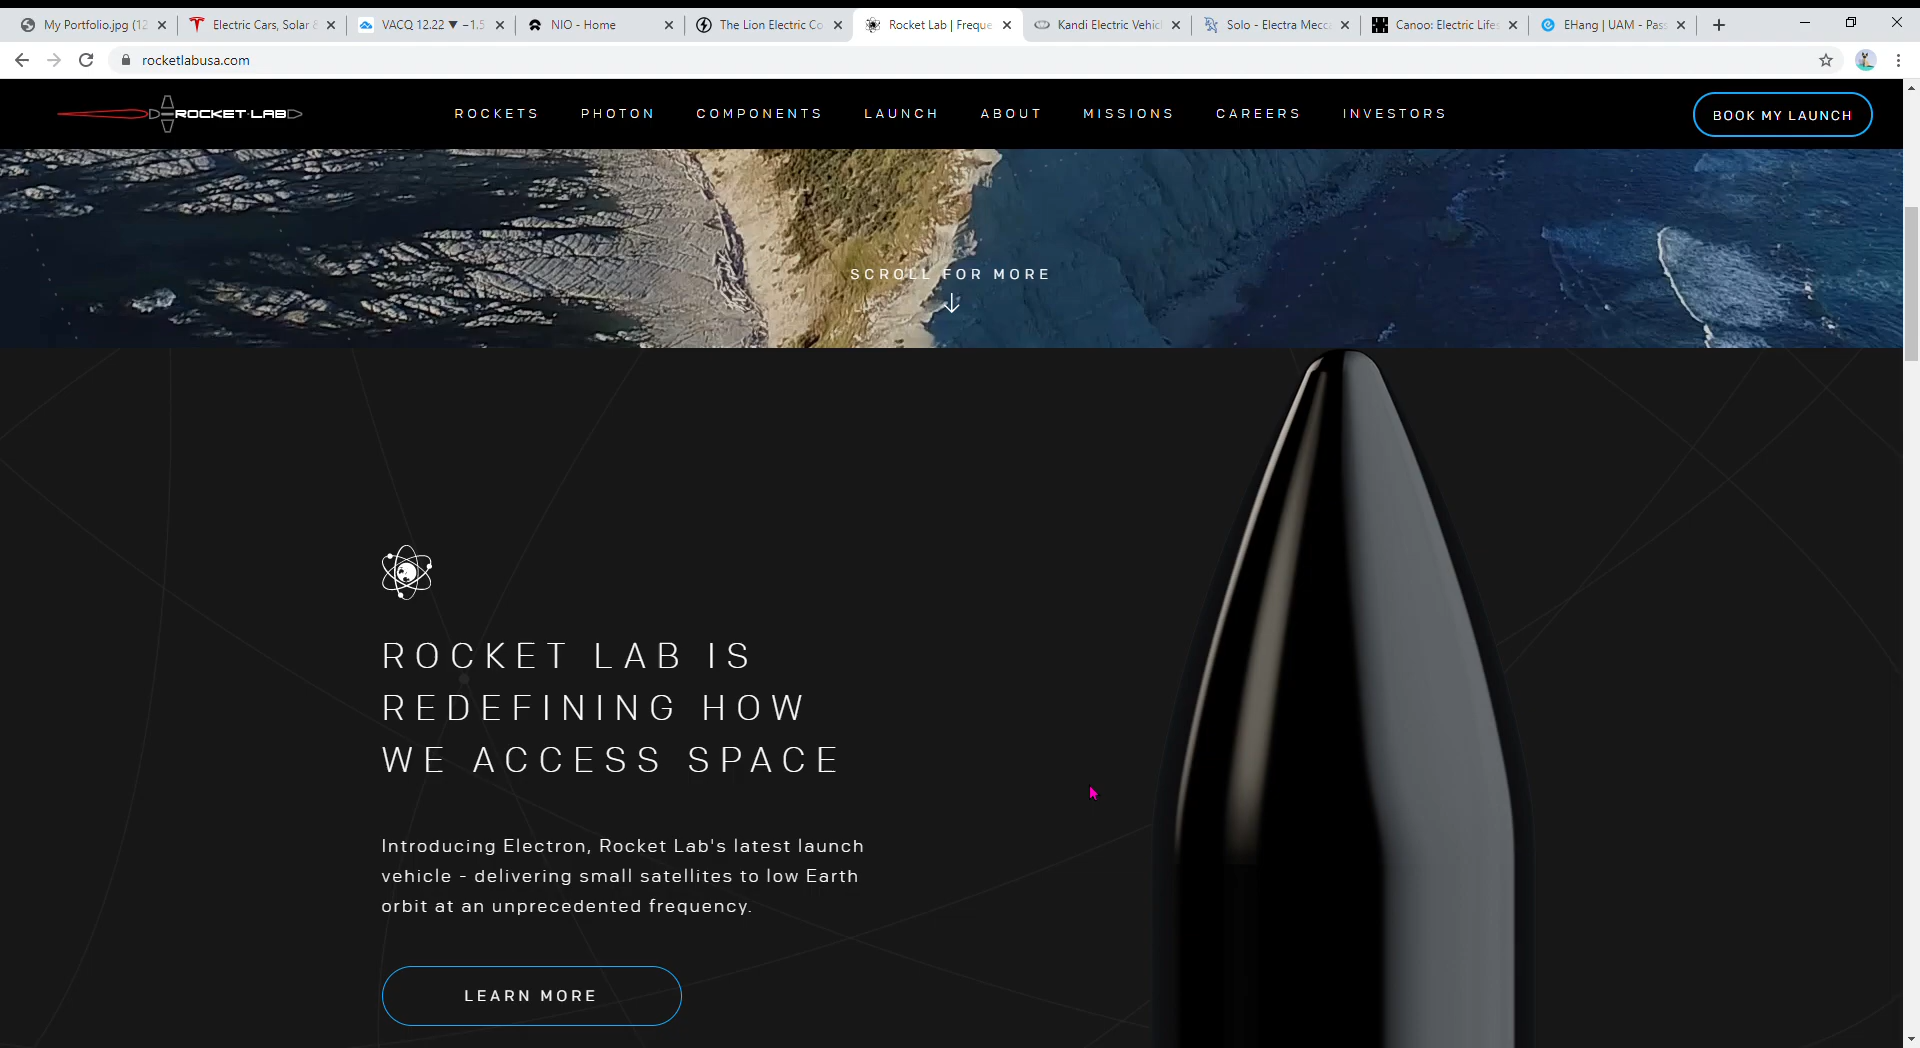 My Portfolio.jpg (12
Electric Cars, Solar &
VACQ 12.22 ▼ −1.5
NIO - Home
The Lion Electric Co
Rocket Lab | Freque
Kandi Electric Vehic
Solo - Electra Mecca
Canoo: Electric Lifes
EHang | UAM - Pass
rocketlabusa.com
ROCKET LAB
ROCKETS
PHOTON
COMPONENTS
LAUNCH
ABOUT
MISSIONS
CAREERS
INVESTORS
BOOK MY LAUNCH
SCROLL FOR MORE
ROCKET LAB IS
REDEFINING HOW
WE ACCESS SPACE
Introducing Electron, Rocket Lab's latest launch
vehicle - delivering small satellites to low Earth
orbit at an unprecedented frequency.
LEARN MORE